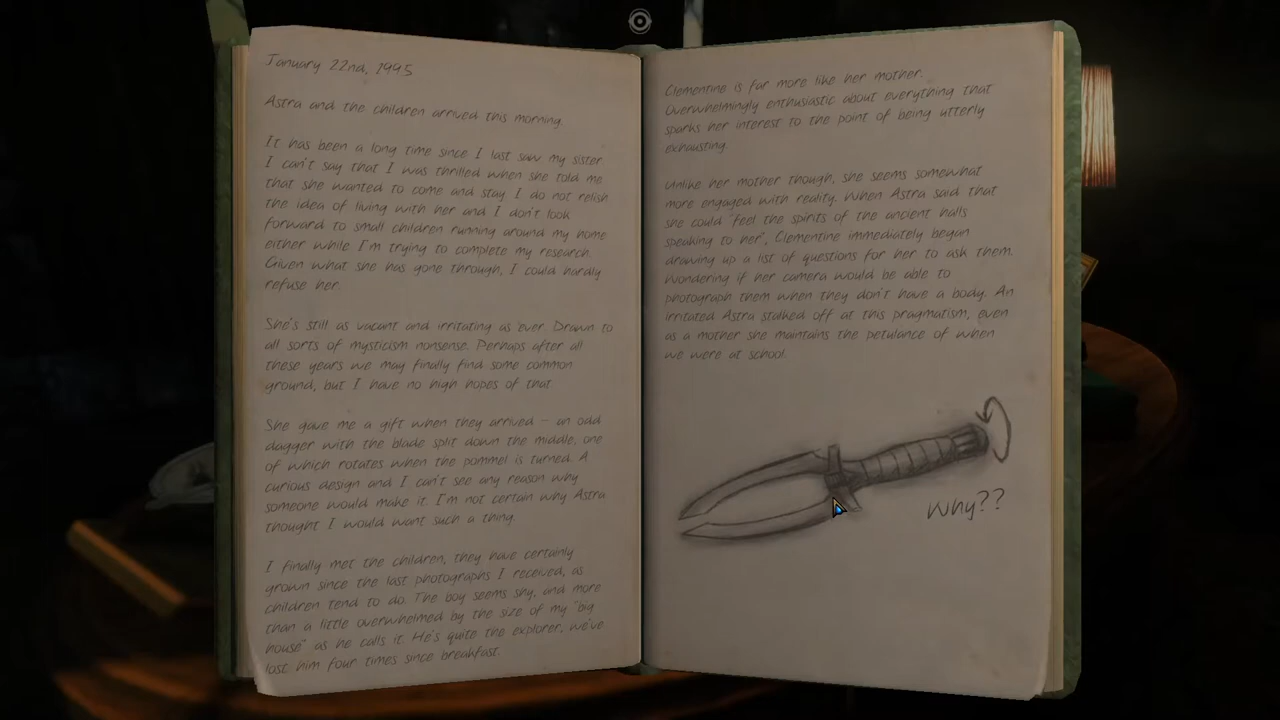 January 22nd, 1995
Astra and the children arrived this morning.
It has been a long time since I last saw my sister.
I can't say that I was thrilled when she told me
that she wanted to come and stay. I do not relish
the idea of living with her and I don't look
forward to small children running around my home
either while I'm trying to complete my research.
Given what she has gone through, I could hardly
refuse her.
She's still as vacant and irritating as ever. Drawn to
all sorts of mysticism nonsense. Perhaps after all
these years we may finally find some common
ground, but I have no high hopes of that.
She gave me a gift when they arrived – an odd
dagger with the blade split down the middle, one
of which rotates when the pommel is turned. A
curious design and I can't see any reason why
someone would make it. I'm not certain why Astra
thought I would want such a thing.
I finally met the children, they have certainly
grown since the last photographs I received, as
children tend to do. The boy seems shy, and more
than a little overwhelmed by the size of my "big
house" as he calls it. He's quite the explorer, we've
lost him four times since breakfast.
Clementine is far more like her mother.
Overwhelmingly enthusiastic about everything that
sparks her interest to the point of being utterly
exhausting.
Unlike her mother though, she seems somewhat
more engaged with reality. When Astra said that
she could "feel the spirits of the ancient halls
speaking to her", Clementine immediately began
drawing up a list of questions for her to ask them.
Wondering if her camera would be able to
photograph them when they don't have a body. An
irritated Astra stalked off at this pragmatism, even
as a mother she maintains the petulance of when
we were at school.
Why??